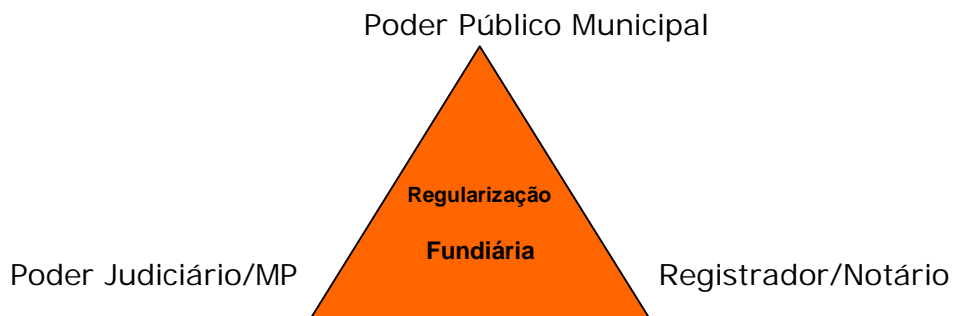 Poder Público Municipal
Regularização
Fundiária
Poder Judiciário/MP
Registrador/Notário